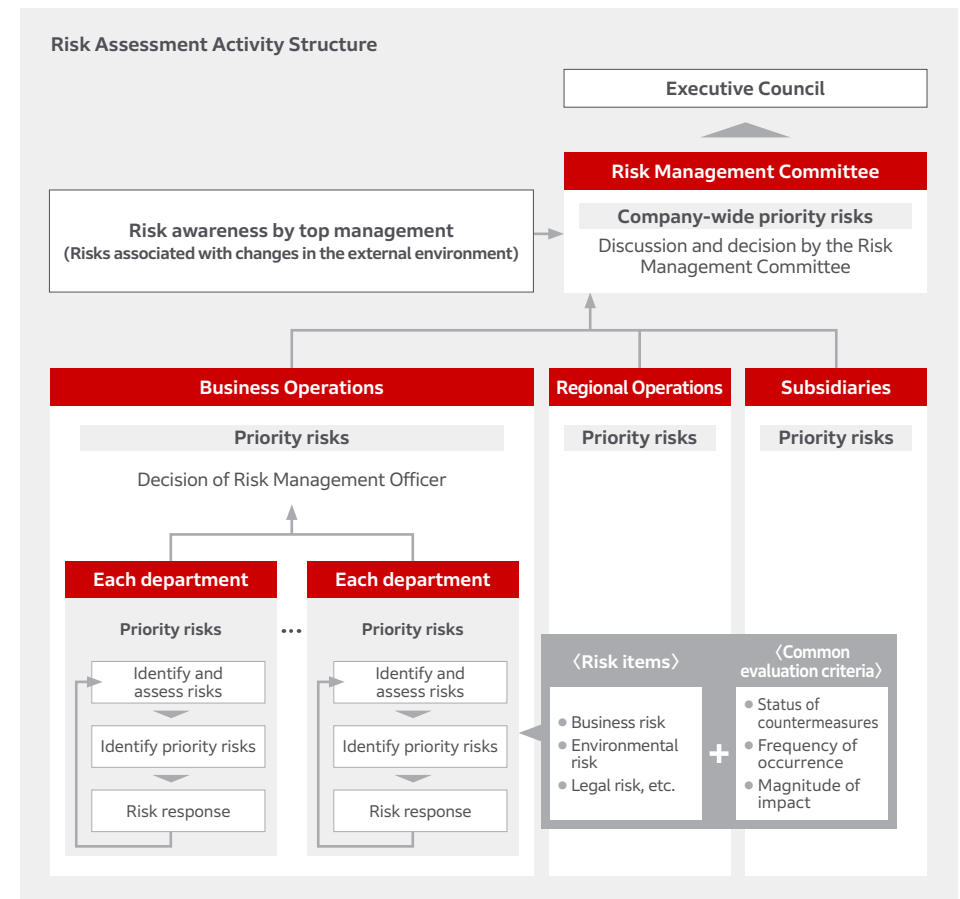 Risk Assessment Activity Structure
Executive Council
Risk Management Committee
Company-wide priority risks
Discussion and decision by the Risk
Management Committee
Risk awareness by top management
(Risks associated with changes in the external environment)
Business Operations
Priority risks
Decision of Risk Management Officer
Each department
Priority risks
Identify and
assess risks
Identify priority risks
Risk response
...
Each department
Priority risks
Identify and
assess risks
Identify priority risks
Risk response
Regional Operations
Priority risks
Subsidiaries
Priority risks
〈Risk items〉
● Business risk
● Environmental
risk
● Legal risk, etc.
+
〈Common
evaluation criteria〉
● Status of
countermeasures
● Frequency of
occurrence
● Magnitude of
impact